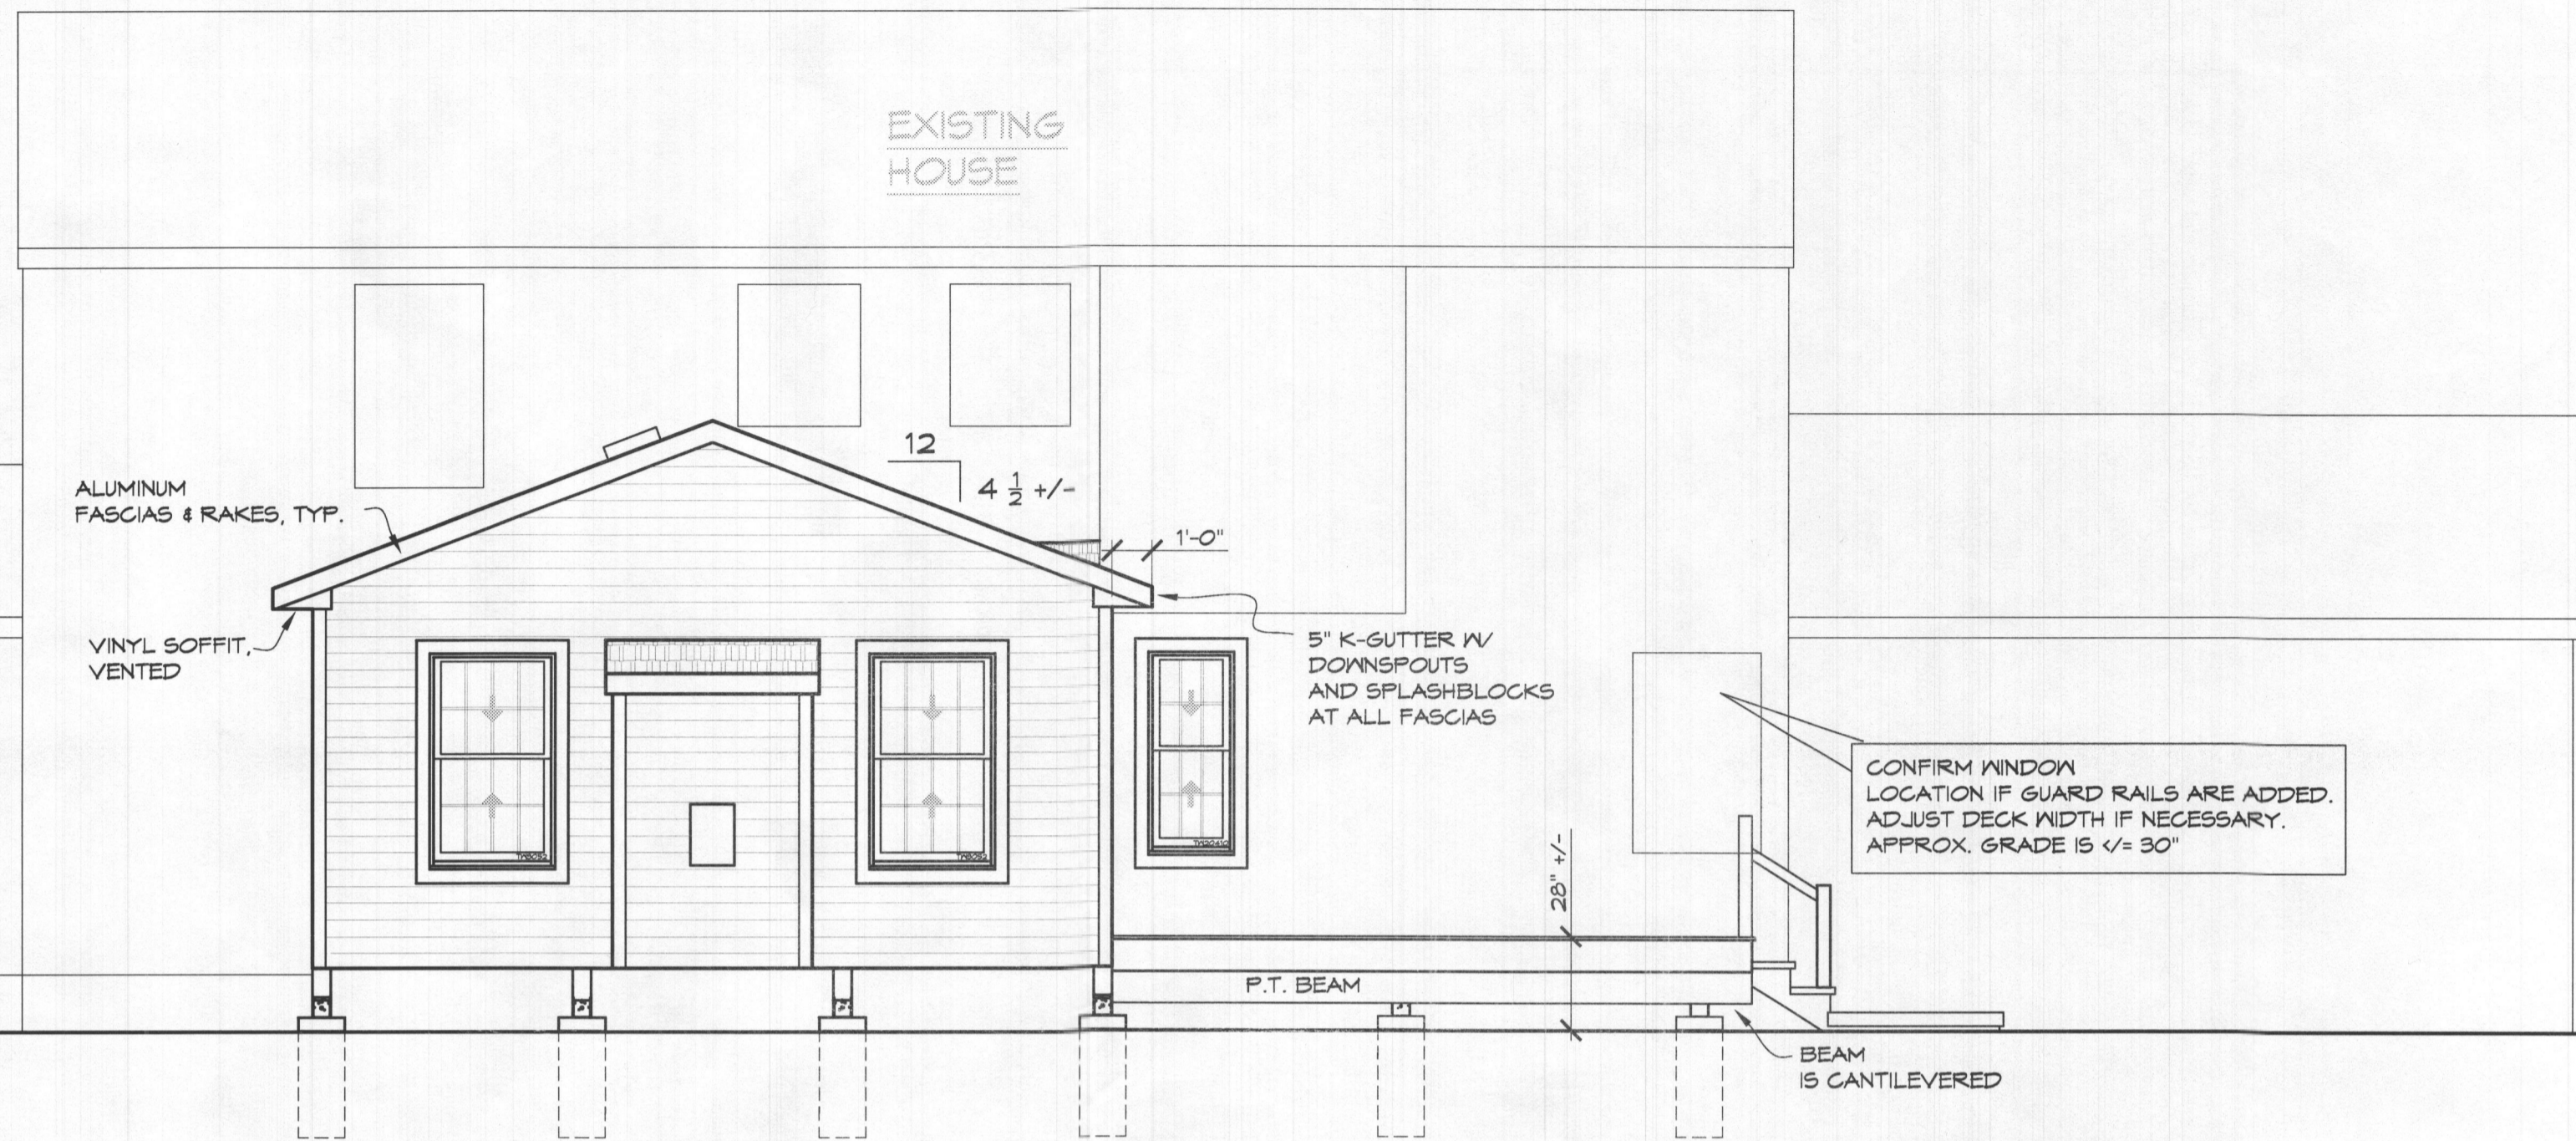 EXISTING
HOUSE
12
4 1/2 +/-
ALUMINUM
FASCIAS & RAKES, TYP.
1'-0"
VINYL SOFFIT,
VENTED
5" K-GUTTER W/
DOWNSPOUTS
AND SPLASHBLOCKS
AT ALL FASCIAS
CONFIRM WINDOW
LOCATION IF GUARD RAILS ARE ADDED.
ADJUST DECK WIDTH IF NECESSARY.
APPROX. GRADE IS </= 30"
28" +/-
P.T. BEAM
BEAM
IS CANTILEVERED